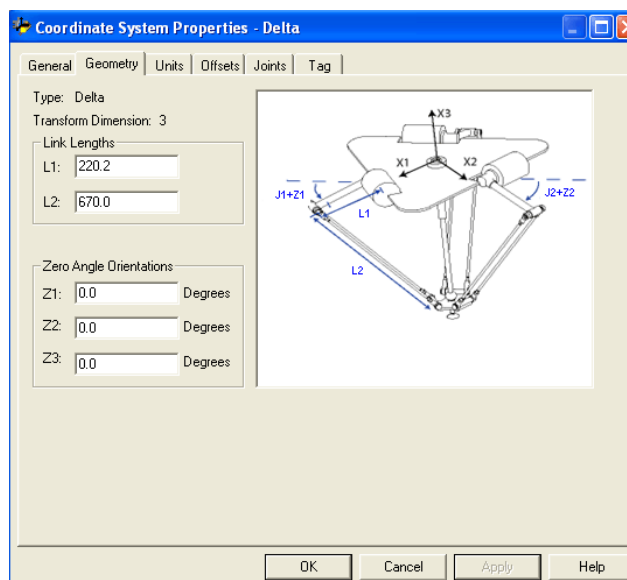 Coordinate System Properties - Delta
General Geometry Units Offsets Joints Tag
Type: Delta
Transform Dimension: 3
Link Lengths
L1: 220.2
L2: 670.0
Zero Angle Orientations
Z1: 0.0 Degrees
Z2: 0.0 Degrees
Z3: 0.0 Degrees
X3
X1 X2
J1+Z1 J2+Z2
L1
L2
OK Cancel Apply Help